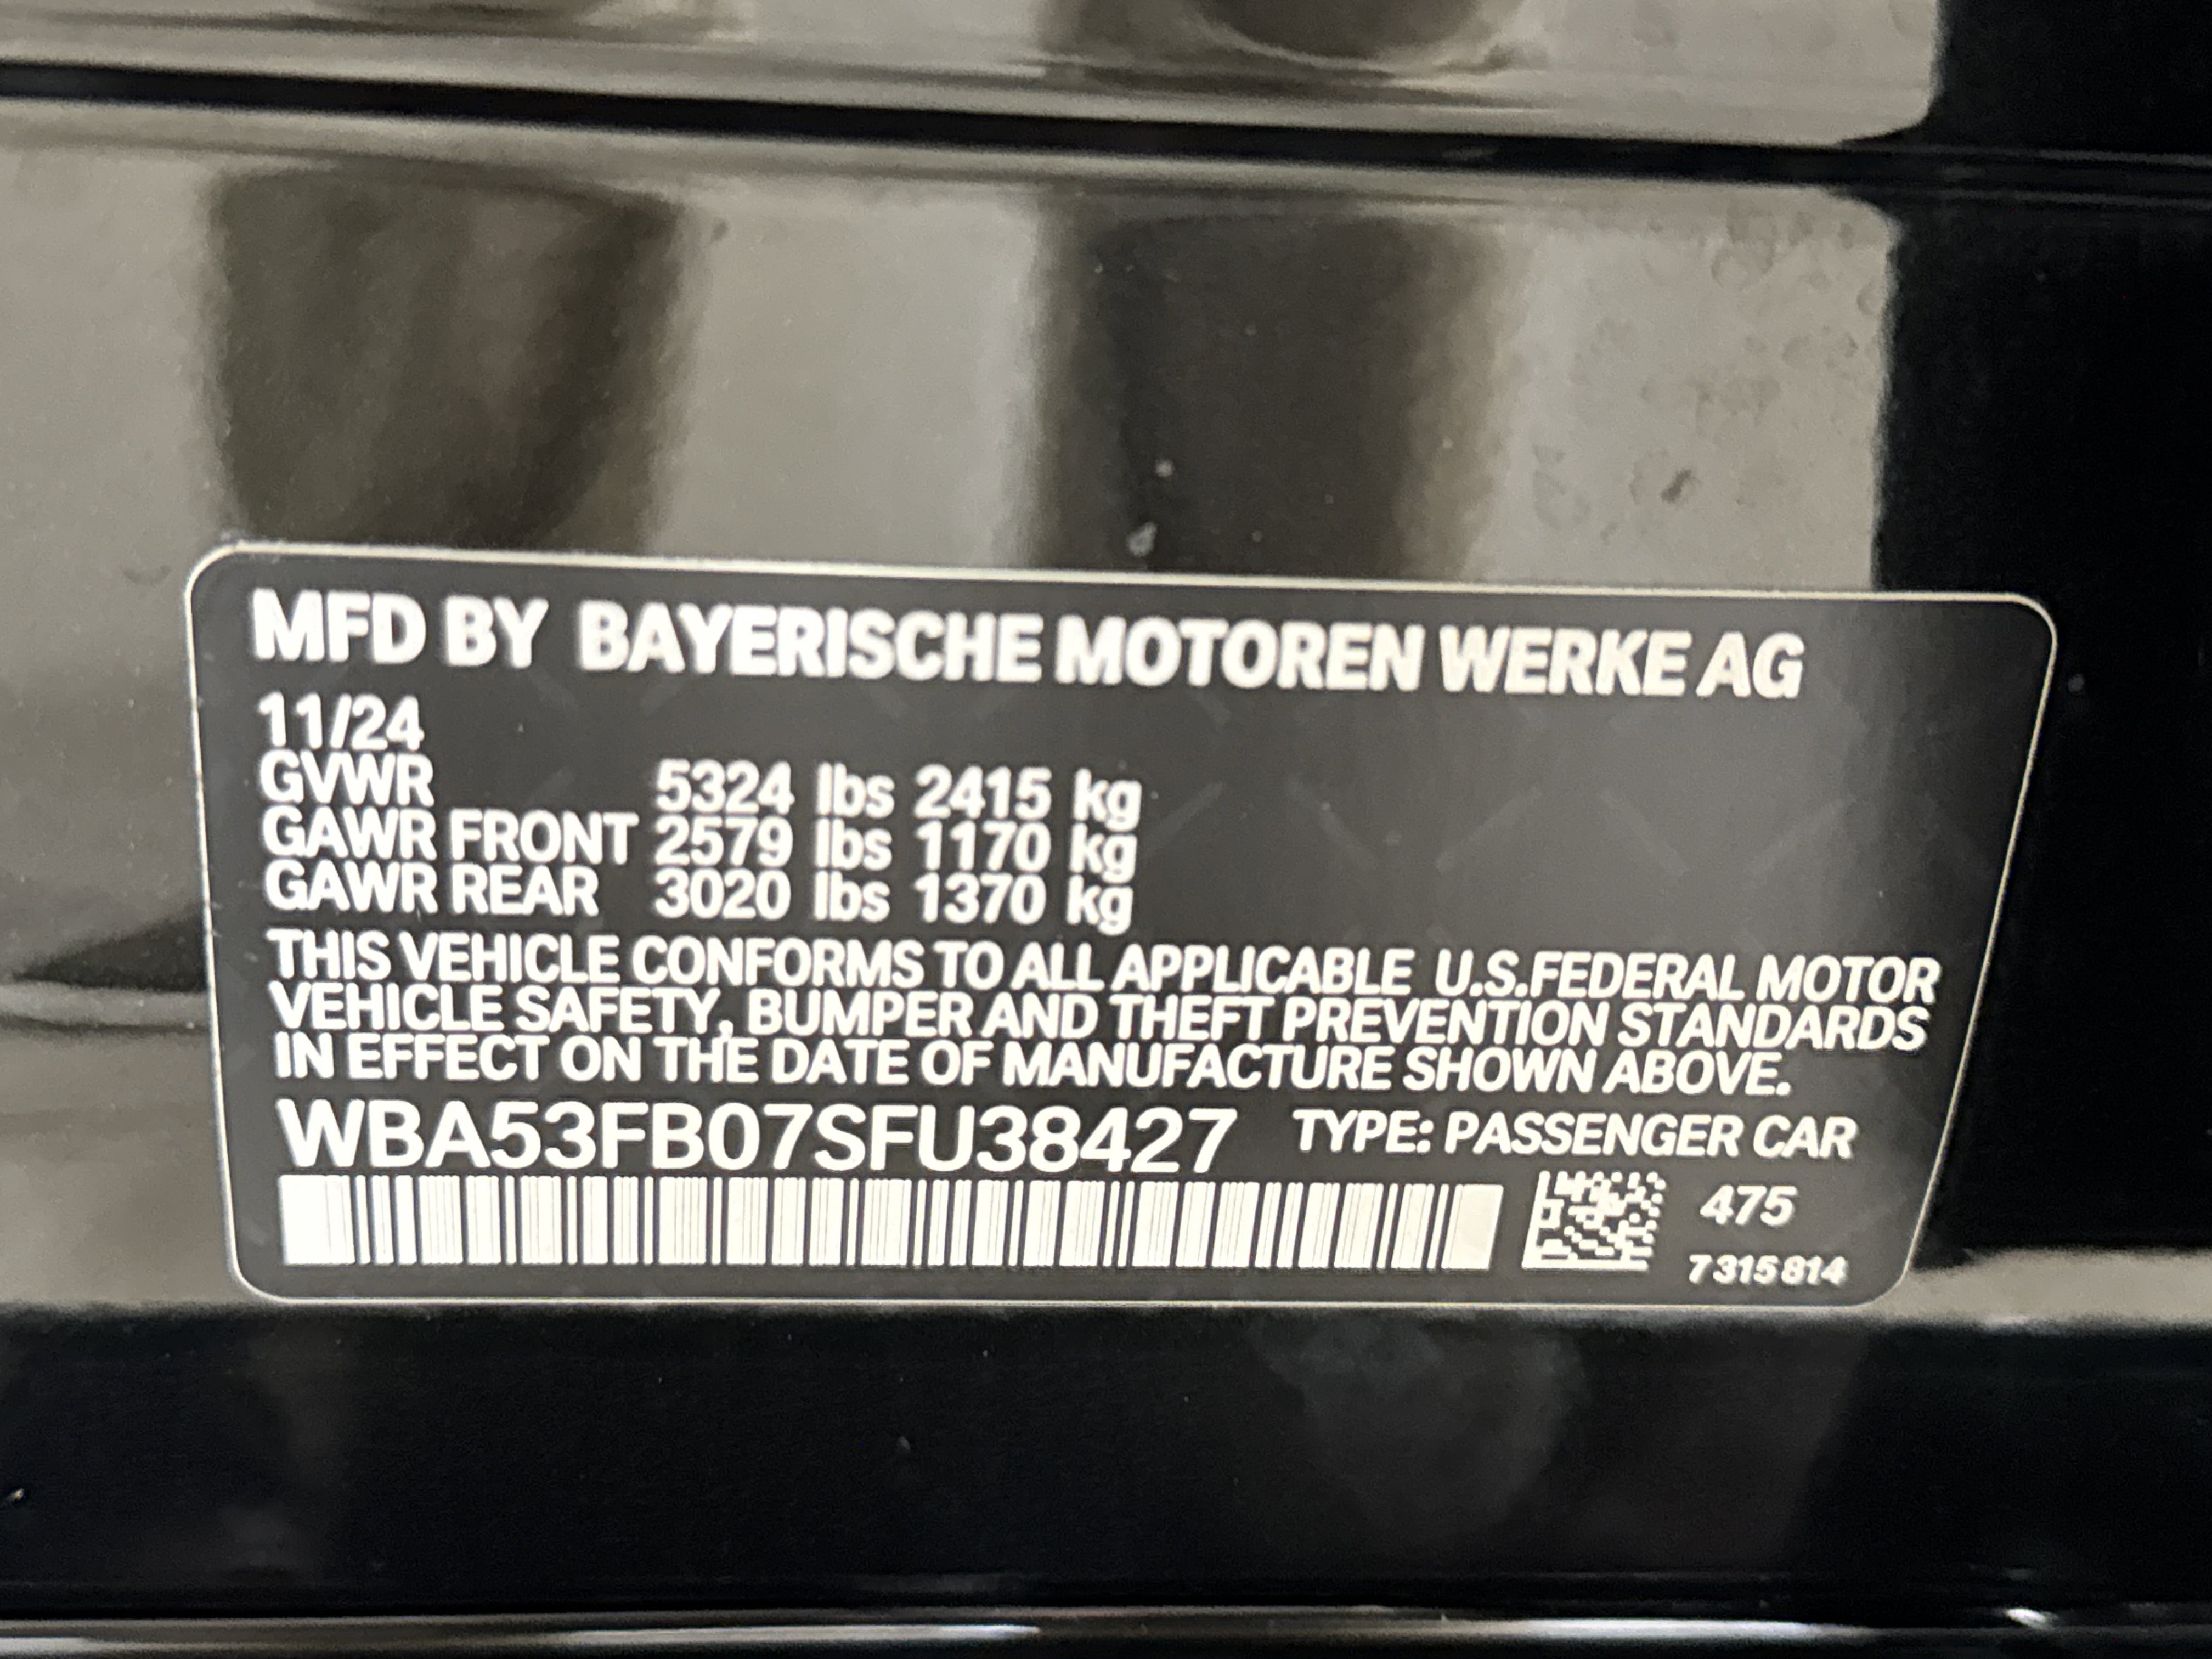 MFD BY BAYERISCHE MOTOREN WERKE AG
11/24
GVWR 5324 lbs 2415 kg
GAWR FRONT 2579 lbs 1170 kg
GAWR REAR 3020 lbs 1370 kg
THIS VEHICLE CONFORMS TO ALL APPLICABLE U.S.FEDERAL MOTOR
VEHICLE SAFETY, BUMPER AND THEFT PREVENTION STANDARDS
IN EFFECT ON THE DATE OF MANUFACTURE SHOWN ABOVE.
WBA53FB07SFU38427 TYPE: PASSENGER CAR
475
7315814